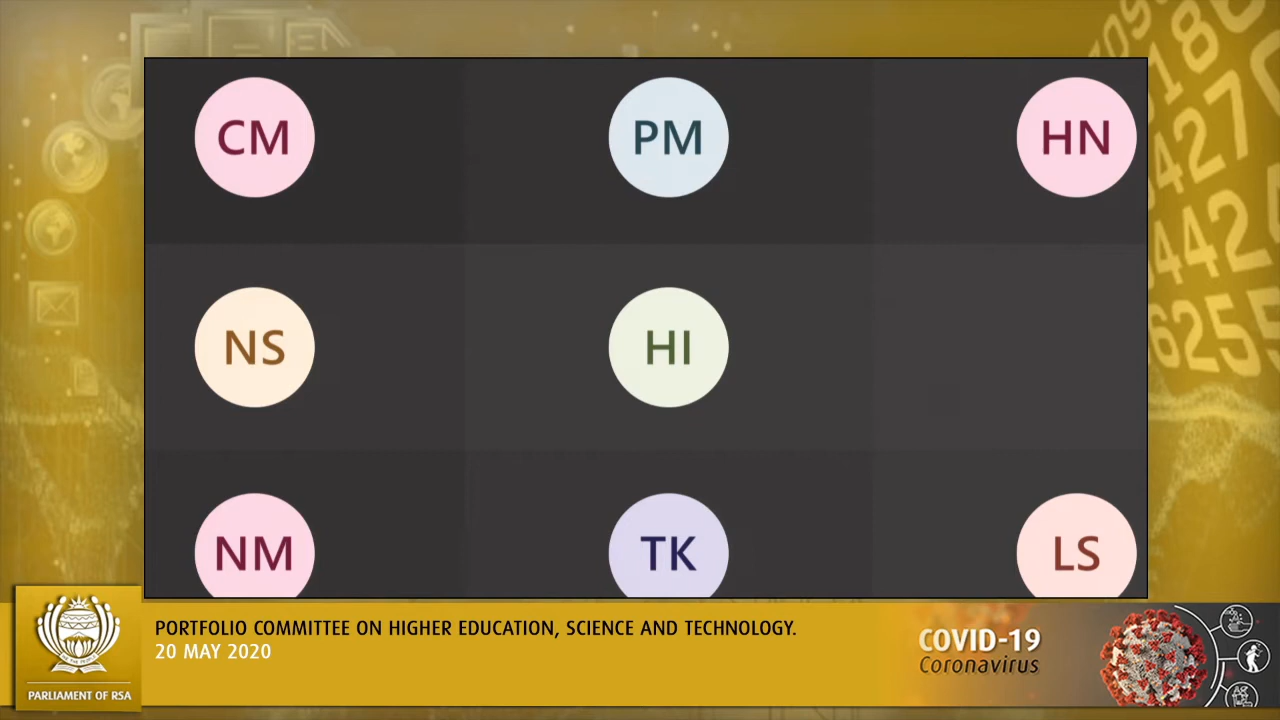 CM
PM
HN
NS
HI
NM
TK
LS
PORTFOLIO COMMITTEE ON HIGHER EDUCATION, SCIENCE AND TECHNOLOGY.
20 MAY 2020
PARLIAMENT OF RSA
COVID-19
Coronavirus